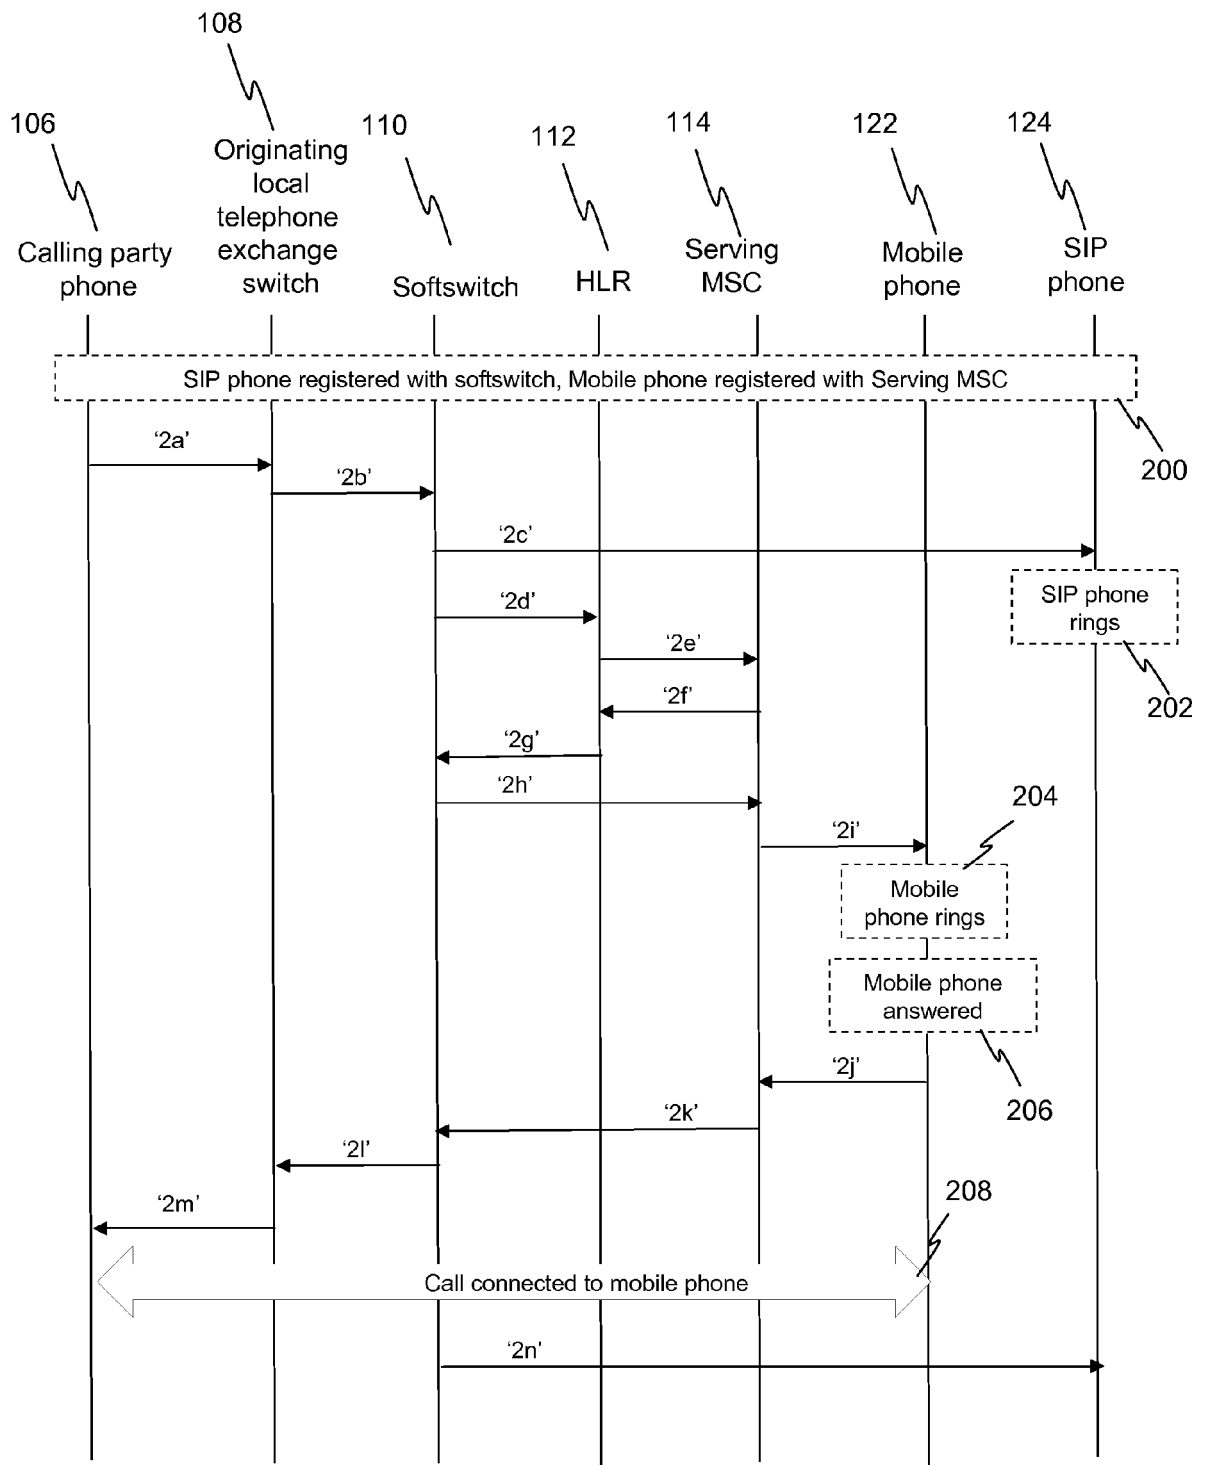 108
106
110
112
114
122
124
Originating
local
telephone
exchange
switch
Calling party
phone
Softswitch
HLR
Serving
MSC
Mobile
phone
SIP
phone
SIP phone registered with softswitch, Mobile phone registered with Serving MSC
200
‘2a’
‘2b’
‘2c’
SIP phone
rings
202
‘2d’
‘2e’
‘2f’
‘2g’
‘2h’
204
‘2i’
Mobile
phone rings
Mobile phone
answered
206
‘2j’
‘2k’
‘2l’
‘2m’
208
Call connected to mobile phone
‘2n’